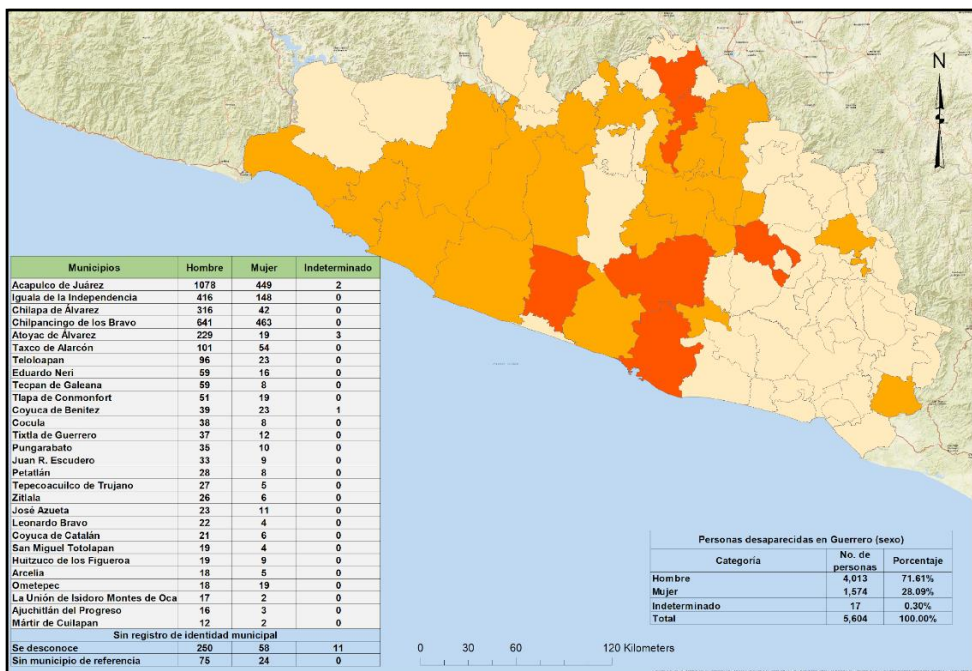 N
Municipios Hombre Mujer Indeterminado
Acapulco de Juárez 1078 449 2
Iguala de la Independencia 416 148 0
Chilapa de Álvarez 316 42 0
Chilpancingo de los Bravo 641 463 0
Atoyac de Álvarez 229 19 3
Taxco de Alarcón 101 54 0
Teloloapan 96 23 0
Eduardo Neri 59 16 0
Tecpan de Galeana 59 8 0
Tlapa de Conmonfort 51 19 0
Coyuca de Benitez 39 23 1
Cocula 38 8 0
Tixtla de Guerrero 37 12 0
Pungarabato 35 10 0
Juan R. Escudero 33 9 0
Petatlán 28 8 0
Tepecoacuilco de Trujano 27 5 0
Zitlala 26 6 0
José Azueta 23 11 0
Leonardo Bravo 22 4 0
Coyuca de Catalán 21 6 0
San Miguel Totolapan 19 4 0
Huitzuco de los Figueroa 19 9 0
Arcelia 18 5 0
Ometepec 18 19 0
La Unión de Isidoro Montes de Oca 17 2 0
Ajuchitlán del Progreso 16 3 0
Mártir de Cuilapan 12 2 0
Sin registro de identidad municipal
Se desconoce 250 58 11
Sin municipio de referencia 75 24 0
0 30 60 120 Kilometers
Personas desaparecidas en Guerrero (sexo)
Categoría No. de personas Porcentaje
Hombre 4,013 71.61%
Mujer 1,574 28.09%
Indeterminado 17 0.30%
Total 5,604 100.00%